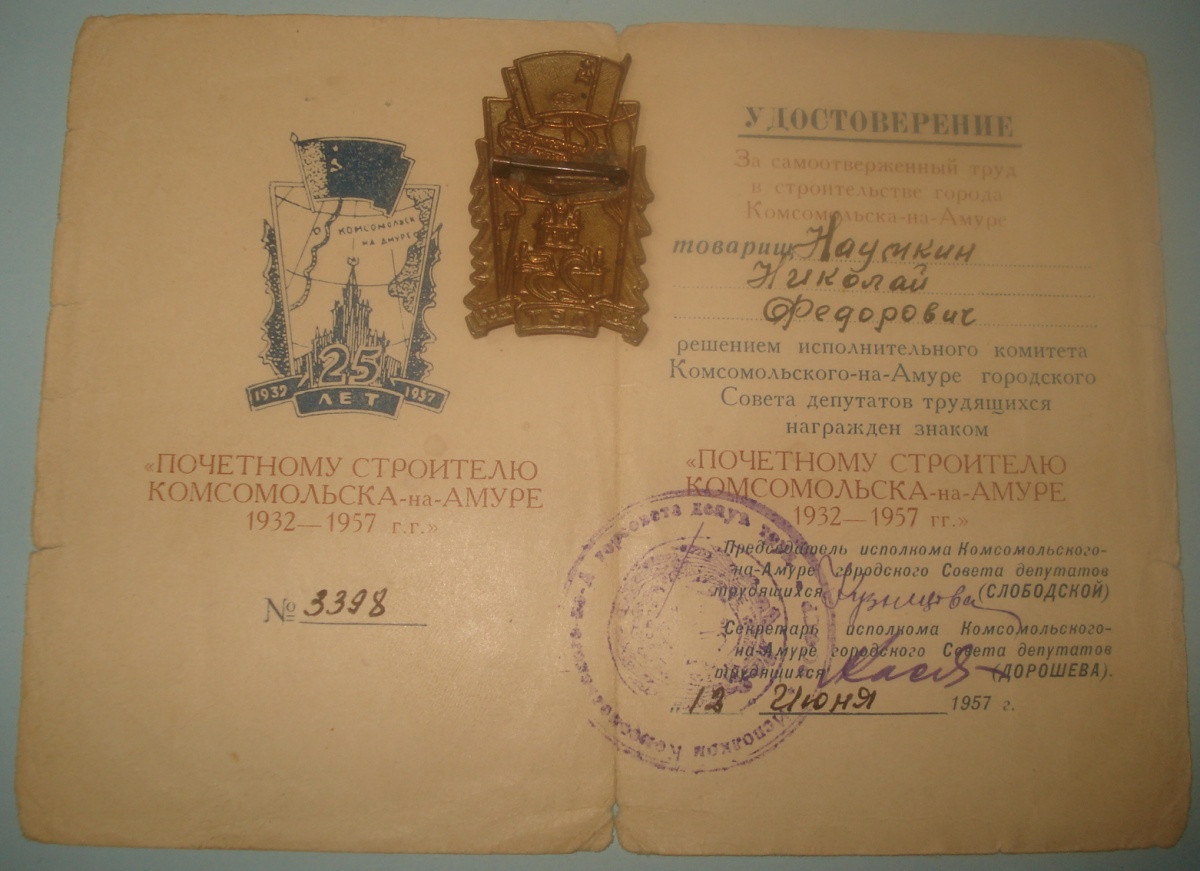 КОМСОМОЛЬСК
НА АМУРЕ
25
1932 ЛЕТ 1957
«ПОЧЕТНОМУ СТРОИТЕЛЮ
КОМСОМОЛЬСКА-на-АМУРЕ
1932—1957 г.г.»
№ 3398
УДОСТОВЕРЕНИЕ
За самоотверженный труд
в строительстве города
Комсомольска-на-Амуре
товарищ Наумкин
Николай
Федорович
решением исполнительного комитета
Комсомольского-на-Амуре городского
Совета депутатов трудящихся
награжден знаком
«ПОЧЕТНОМУ СТРОИТЕЛЮ
КОМСОМОЛЬСКА-на-АМУРЕ
1932—1957 гг.»
Председатель исполкома Комсомольского-
на-Амуре городского Совета депутатов
трудящихся (СЛОБОДСКОЙ)
Секретарь исполкома Комсомольского-
на-Амуре городского Совета депутатов
трудящихся (ДОРОШЕВА).
"12 Июня 1957 г.